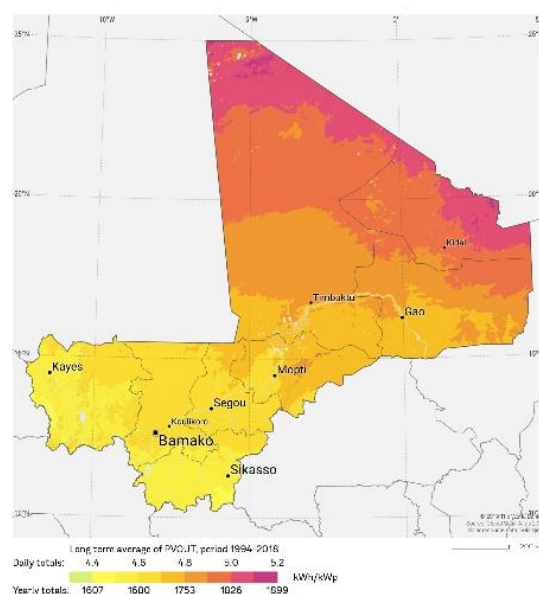 10°W 5°W 0°
25°N
20°N
Kidal
Timbuktu
Gao
15°N
Kayes
Mopti
Segou
Koulikoro
Bamako
Sikasso
Long term average of PVOUT, period 1994-2018
Daily totals: 4.4 4.6 4.8 5.0 5.2
kWh/kWp
Yearly totals: 1607 1680 1753 1826 1899